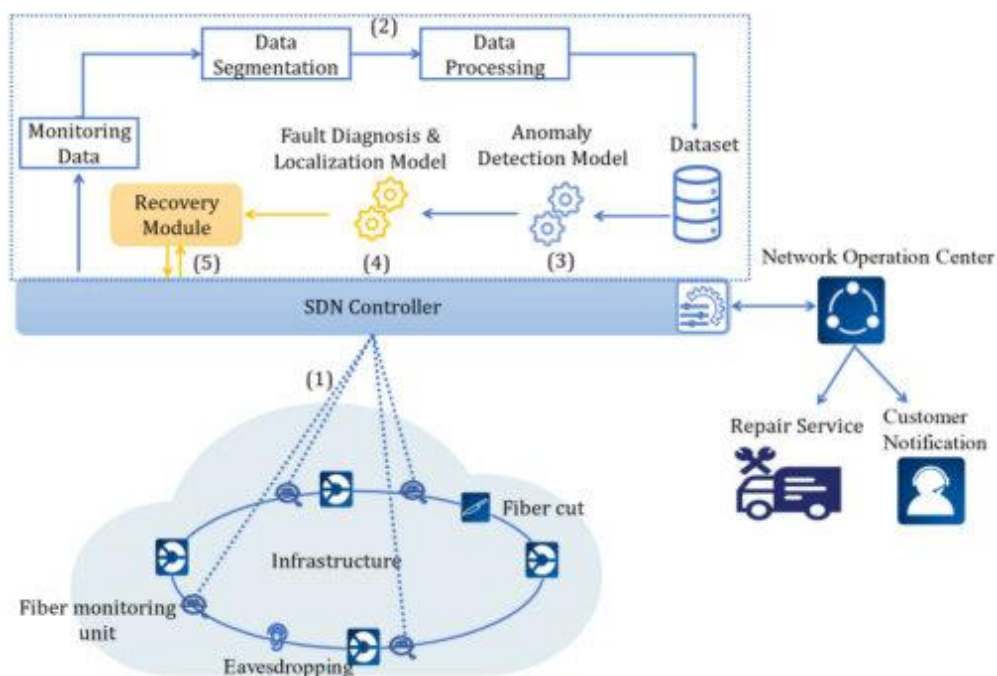 (2)
Data
Segmentation
Data
Processing
Monitoring
Data
Fault Diagnosis &
Localization Model
Anomaly
Detection Model
Dataset
Recovery
Module
(5)
(4)
(3)
SDN Controller
Network Operation Center
(1)
Repair Service
Customer
Notification
Fiber cut
Infrastructure
Fiber monitoring
unit
Eavesdropping